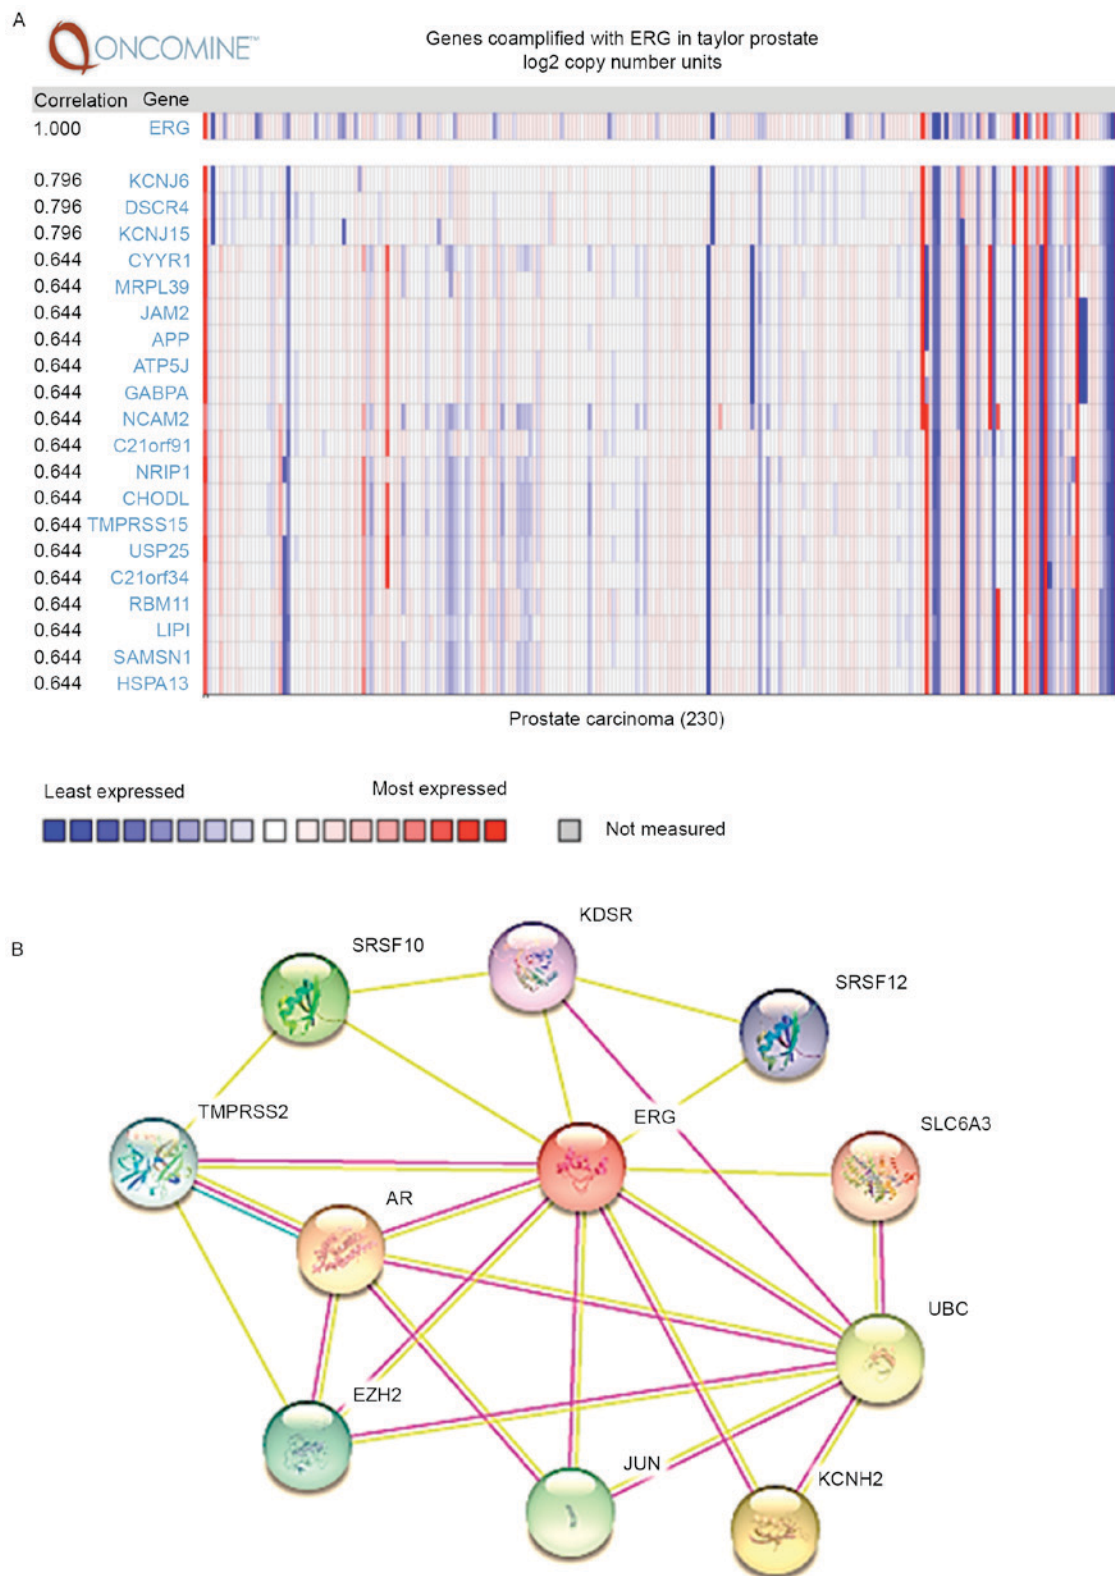 A
ONCOMINE™
Genes coamplified with ERG in taylor prostate
log2 copy number units
Correlation Gene
1.000 ERG
0.796 KCNJ6
0.796 DSCR4
0.796 KCNJ15
0.644 CYYR1
0.644 MRPL39
0.644 JAM2
0.644 APP
0.644 ATP5J
0.644 GABPA
0.644 NCAM2
0.644 C21orf91
0.644 NRIP1
0.644 CHODL
0.644 TMPRSS15
0.644 USP25
0.644 C21orf34
0.644 RBM11
0.644 LIPI
0.644 SAMSN1
0.644 HSPA13
Prostate carcinoma (230)
Least expressed Most expressed
Not measured
B
KDSR
SRSF10
SRSF12
TMPRSS2
ERG
SLC6A3
AR
UBC
EZH2
JUN
KCNH2